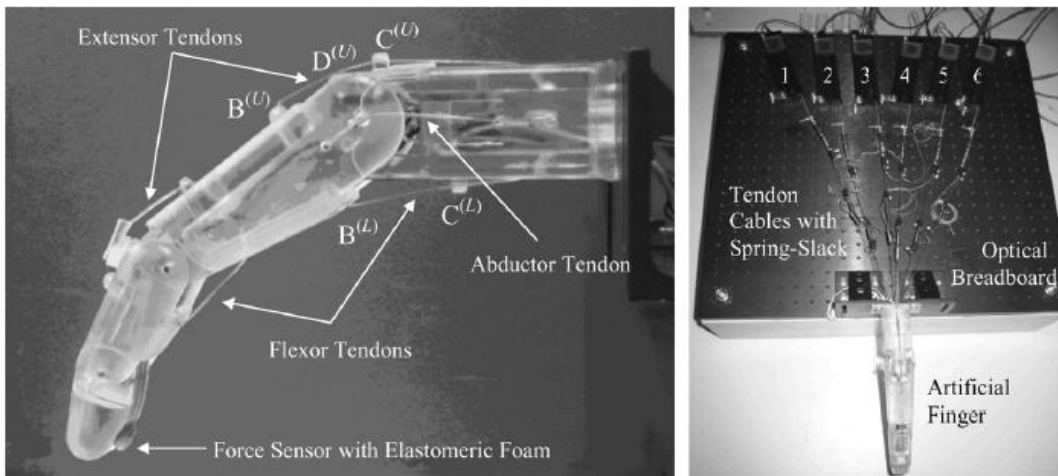 Extensor Tendons
C(U)
D(U)
B(U)
B(L)
C(L)
Abductor Tendon
Flexor Tendons
Force Sensor with Elastomeric Foam
1 2 3 4 5 6
Tendon
Cables with
Spring-Slack
Optical
Breadboard
Artificial
Finger